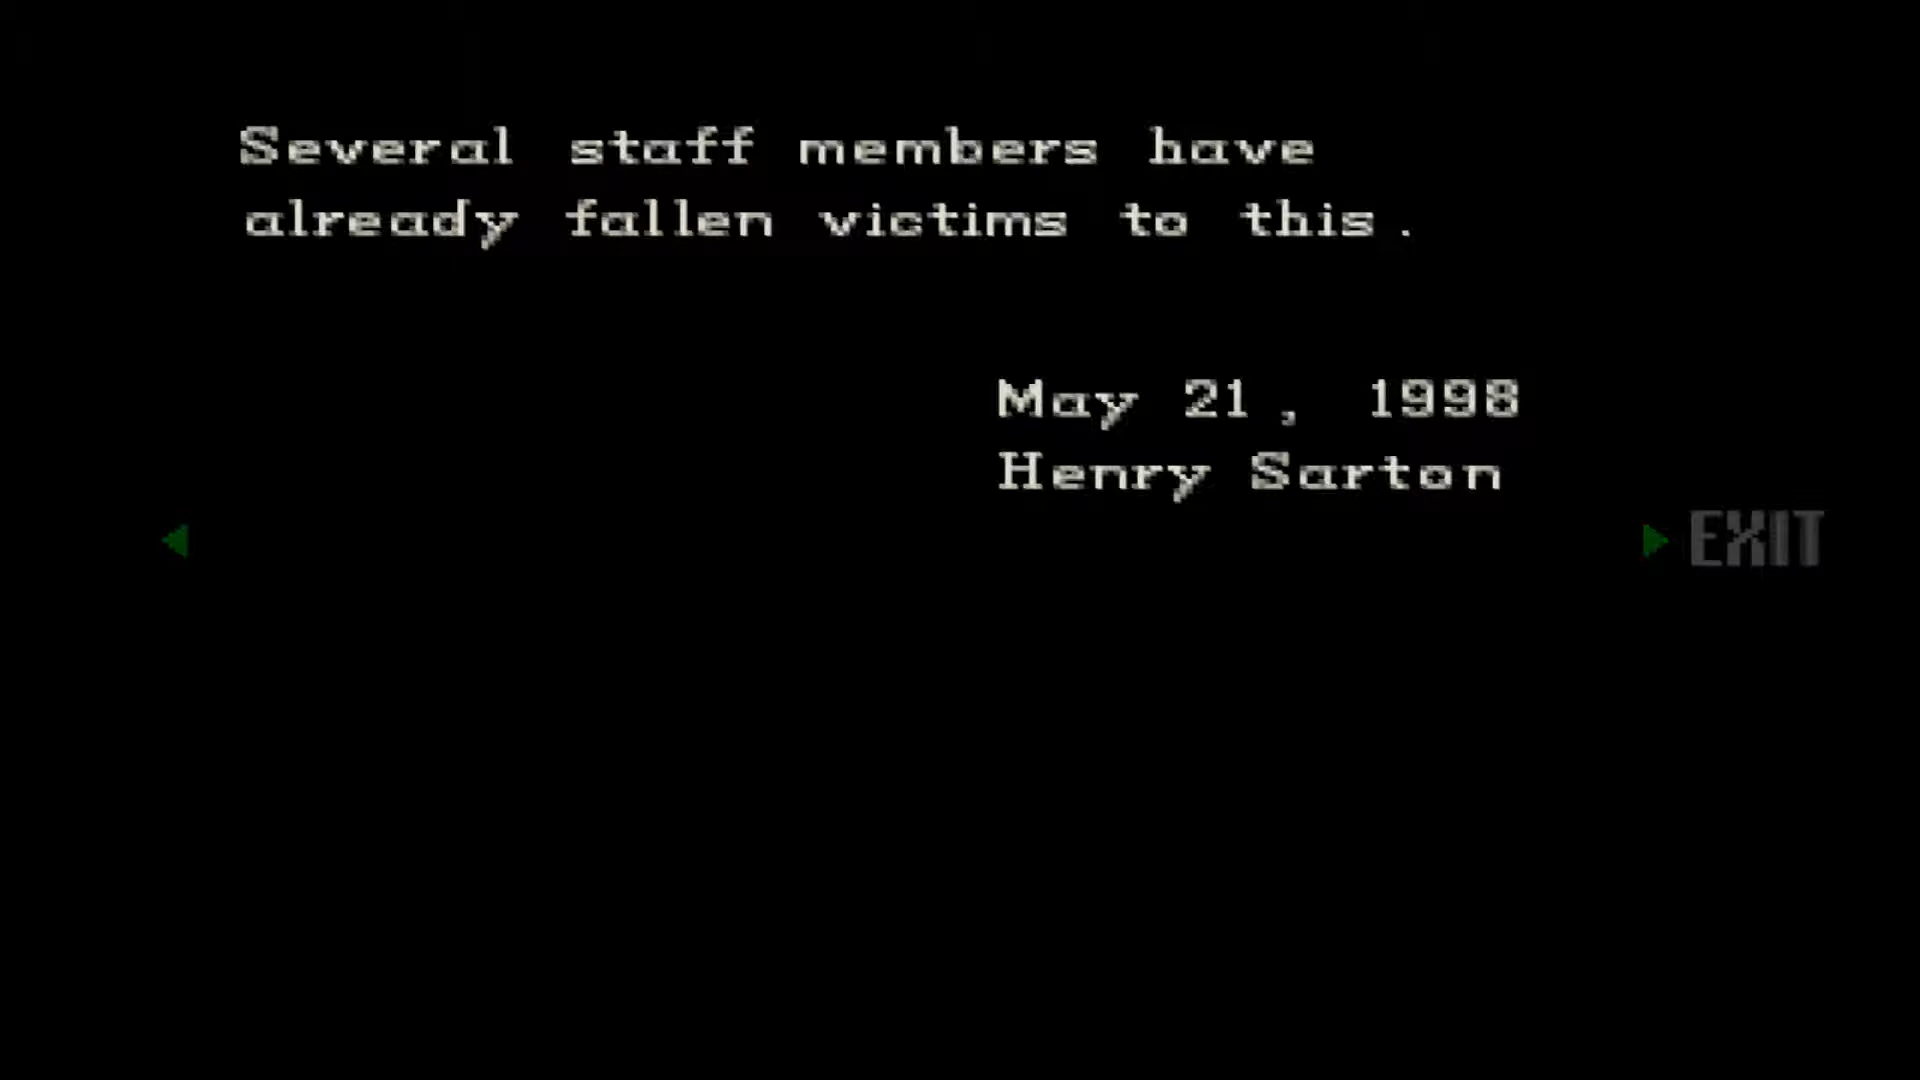 Several staff members have
already fallen victims to this.
May 21, 1998
Henry Sarton
EXIT